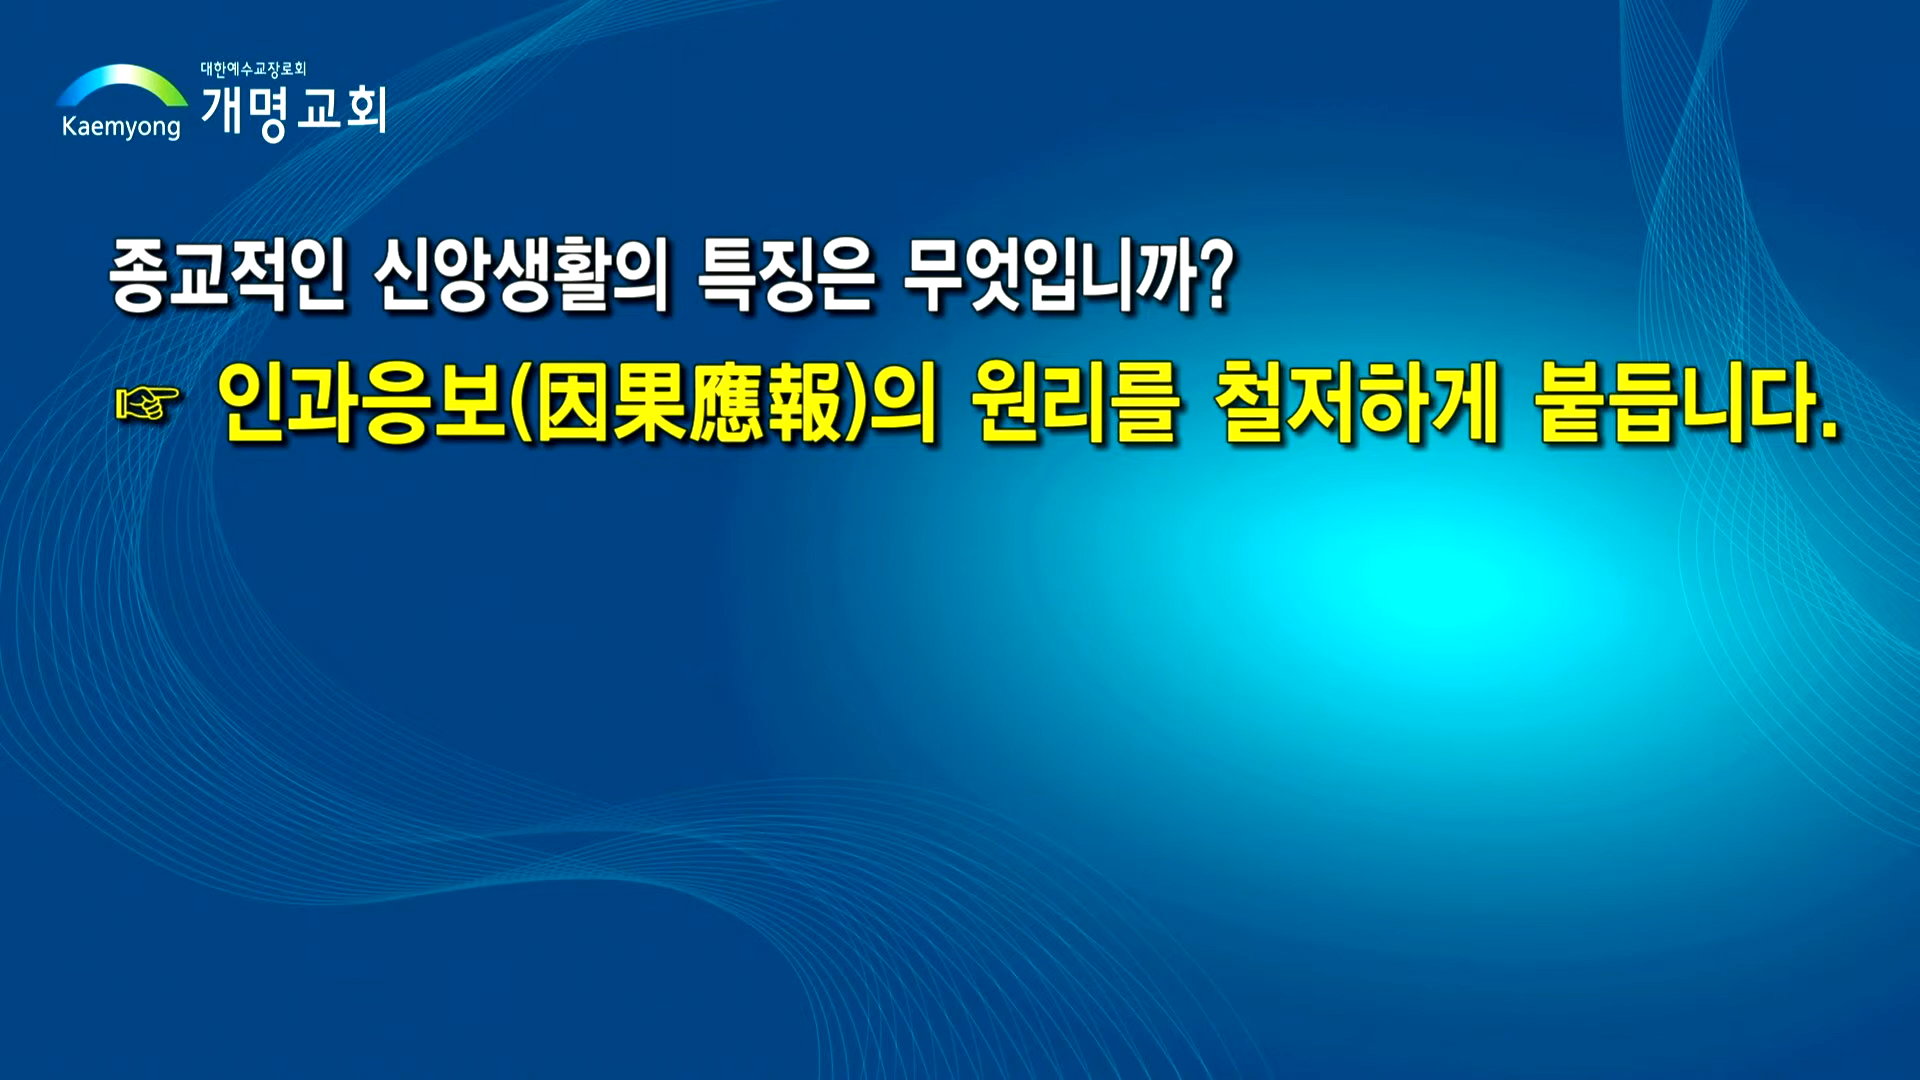 대한예수교장로회
개명교회
Kaemyong
종교적인 신앙생활의 특징은 무엇입니까?
☞ 인과응보(因果應報)의 원리를 철저하게 붙듭니다.